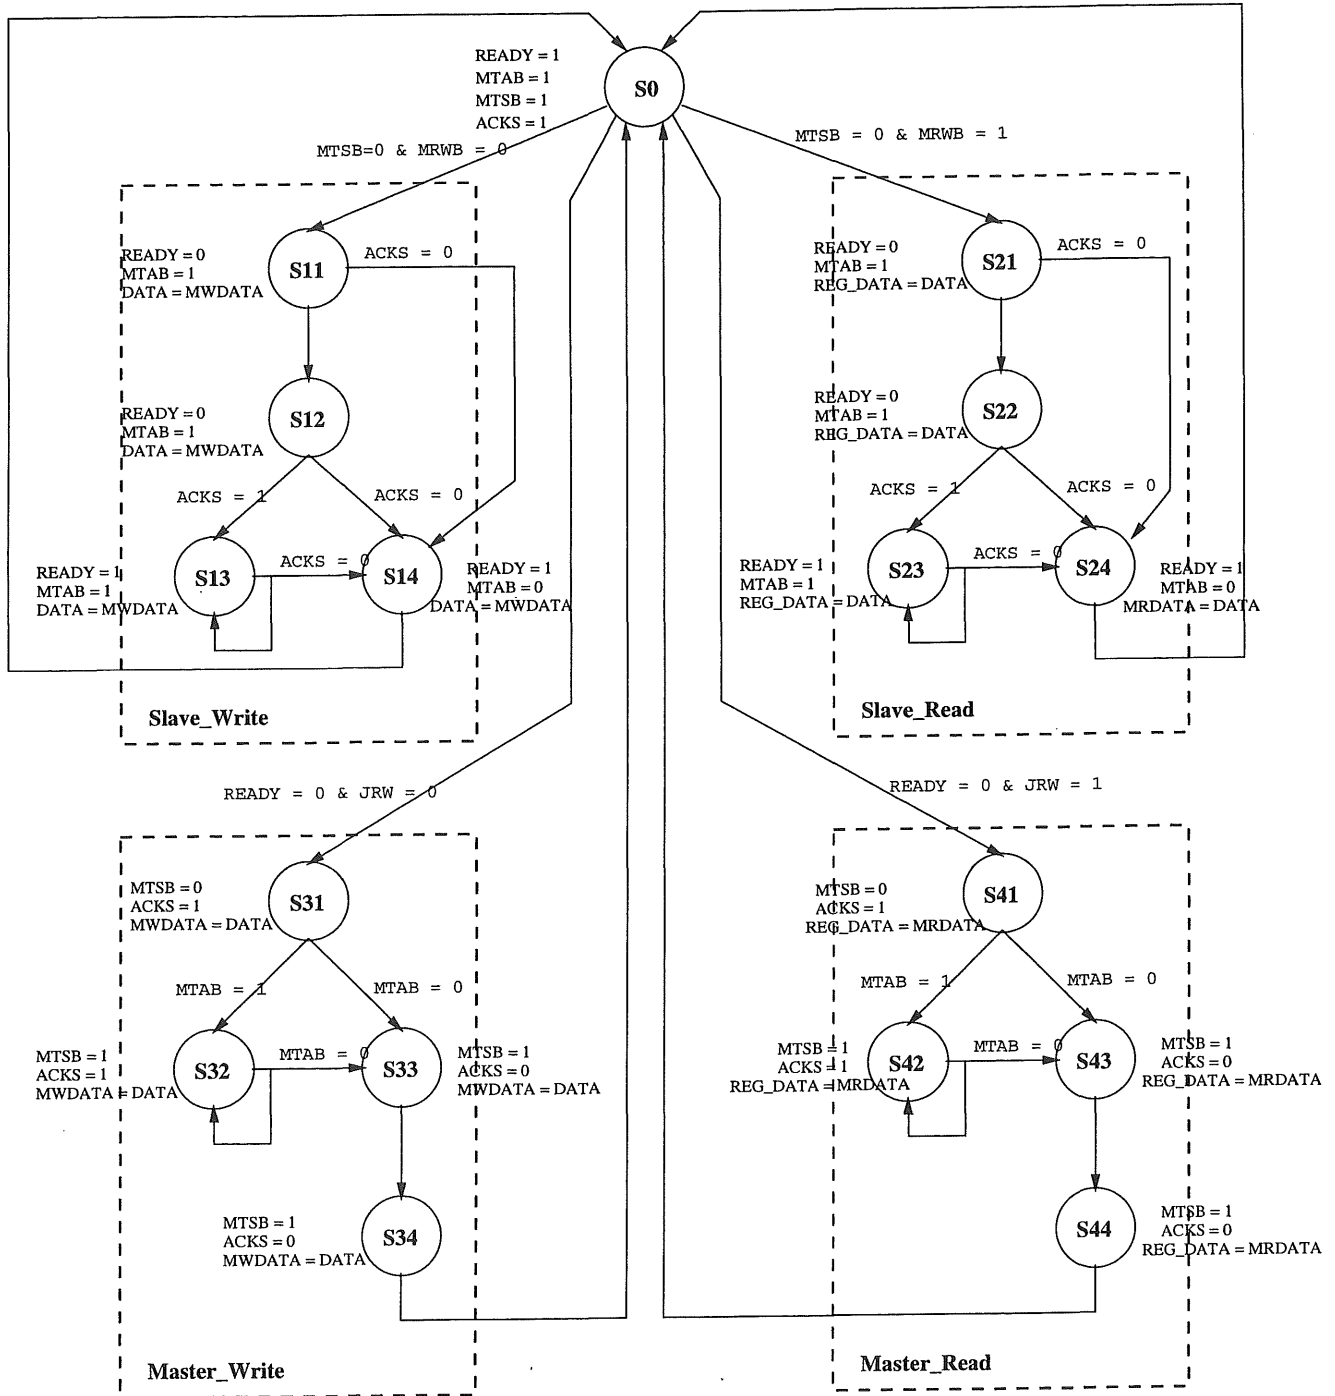 READY = 1
MTAB = 1
MTSB = 1
ACKS = 1
S0
MTSB=0 & MRWB = 0
MTSB = 0 & MRWB = 1
READY = 0
MTAB = 1
DATA = MWDATA
S11
ACKS = 0
READY = 0
MTAB = 1
DATA = MWDATA
S12
ACKS = 1
ACKS = 0
READY = 1
MTAB = 1
DATA = MWDATA
S13
ACKS = 0
S14
READY = 1
MTAB = 0
DATA = MWDATA
Slave_Write
READY = 0
MTAB = 1
REG_DATA = DATA
S21
ACKS = 0
READY = 0
MTAB = 1
REG_DATA = DATA
S22
ACKS = 1
ACKS = 0
READY = 1
MTAB = 1
REG_DATA = DATA
S23
ACKS = 0
S24
READY = 1
MTAB = 0
MRDATA = DATA
Slave_Read
READY = 0 & JRW = 0
READY = 0 & JRW = 1
MTSB = 0
ACKS = 1
MWDATA = DATA
S31
MTAB = 1
MTAB = 0
MTSB = 1
ACKS = 1
MWDATA = DATA
S32
MTAB = 0
S33
MTSB = 1
ACKS = 0
MWDATA = DATA
MTSB = 1
ACKS = 0
MWDATA = DATA
S34
Master_Write
MTSB = 0
ACKS = 1
REG_DATA = MRDATA
S41
MTAB = 1
MTAB = 0
MTSB = 1
ACKS = 1
REG_DATA = MRDATA
S42
MTAB = 0
S43
MTSB = 1
ACKS = 0
REG_DATA = MRDATA
S44
MTSB = 1
ACKS = 0
REG_DATA = MRDATA
Master_Read